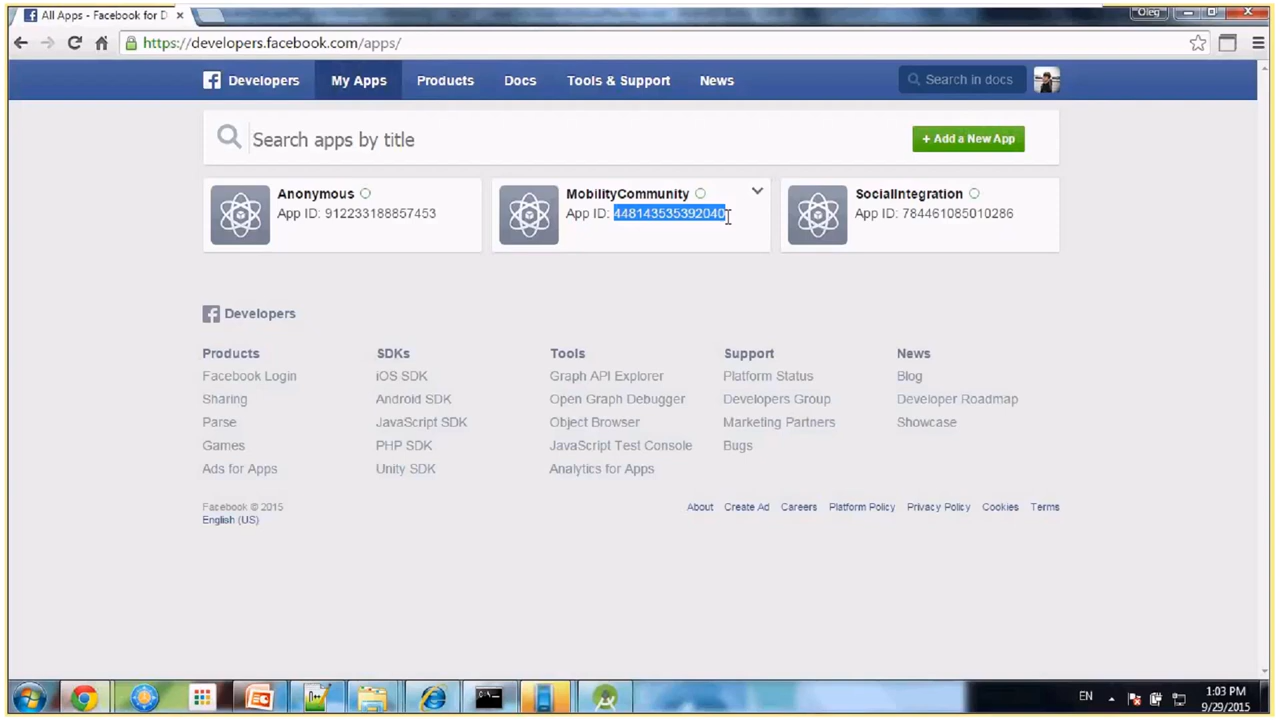 All Apps - Facebook for D
Oleg
https://developers.facebook.com/apps/
Developers My Apps Products Docs Tools & Support News Search in docs
Search apps by title
+ Add a New App
Anonymous
App ID: 912233188857453
MobilityCommunity
App ID: 448143535392040
SocialIntegration
App ID: 784461085010286
Developers
Products SDKs Tools Support News
Facebook Login iOS SDK Graph API Explorer Platform Status Blog
Sharing Android SDK Open Graph Debugger Developers Group Developer Roadmap
Parse JavaScript SDK Object Browser Marketing Partners Showcase
Games PHP SDK JavaScript Test Console Bugs
Ads for Apps Unity SDK Analytics for Apps
Facebook © 2015
English (US)
About Create Ad Careers Platform Policy Privacy Policy Cookies Terms
EN
1:03 PM
9/29/2015